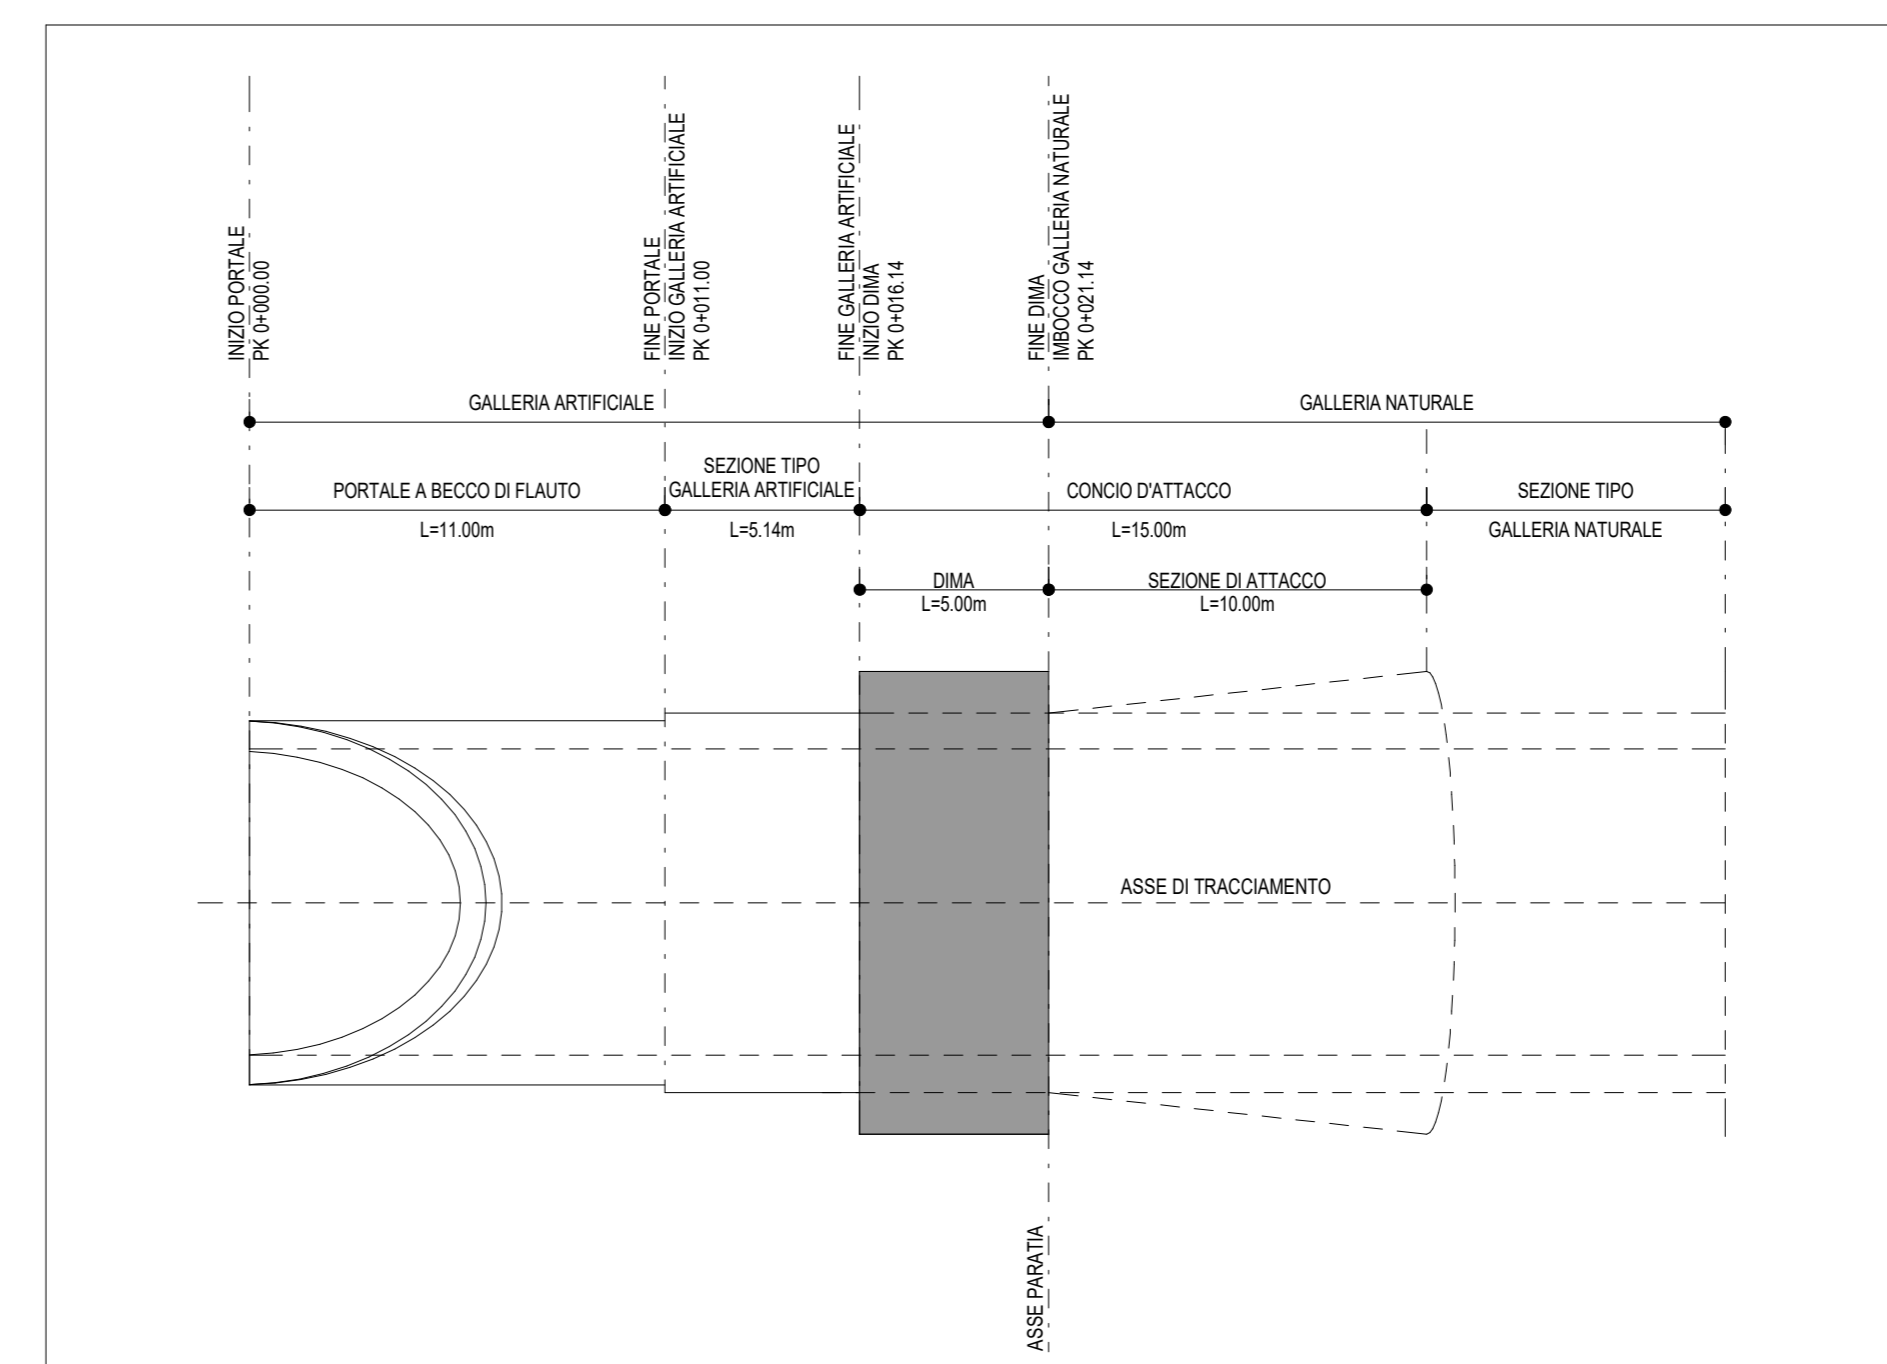 INIZIO PORTALE
PK 0+000.00
FINE PORTALE
INIZIO GALLERIA ARTIFICIALE
PK 0+011.00
FINE GALLERIA ARTIFICIALE
INIZIO DIMA
PK 0+016.14
FINE DIMA
IMBOCCO GALLERIA NATURALE
PK 0+021.14
GALLERIA ARTIFICIALE
GALLERIA NATURALE
PORTALE A BECCO DI FLAUTO
L=11.00m
SEZIONE TIPO
GALLERIA ARTIFICIALE
L=5.14m
CONCIO D'ATTACCO
L=15.00m
SEZIONE TIPO
GALLERIA NATURALE
DIMA
L=5.00m
SEZIONE DI ATTACCO
L=10.00m
ASSE DI TRACCIAMENTO
ASSE PARATIA